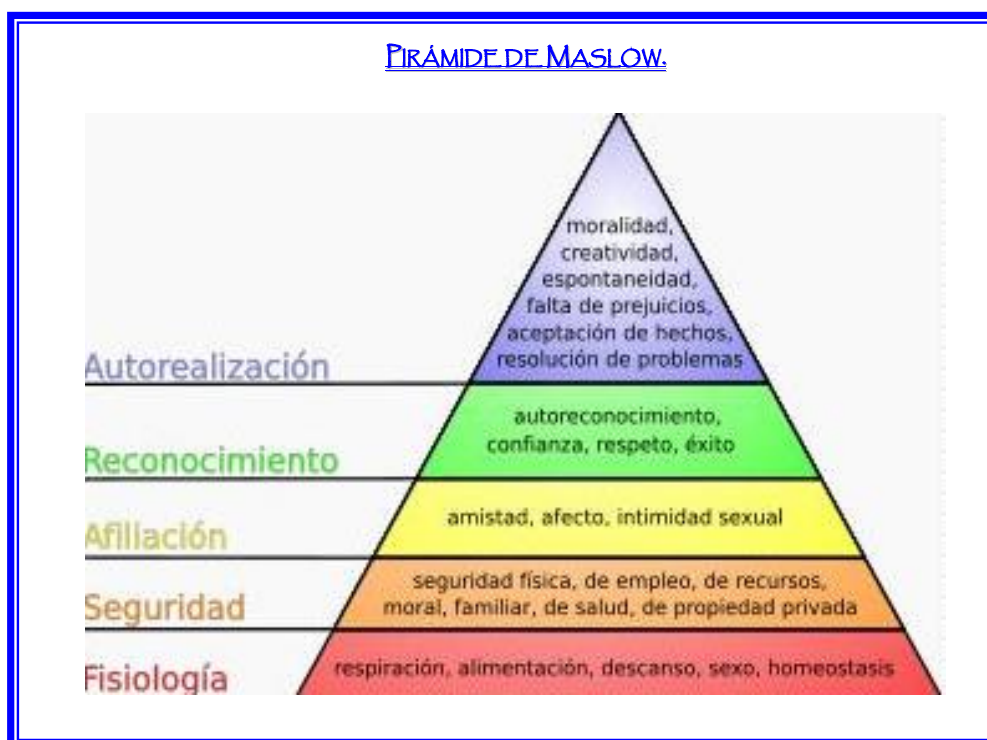 PIRÁMIDE DE MASLOW.
moralidad,
creatividad,
espontaneidad,
falta de prejuicios,
aceptación de hechos,
resolución de problemas
Autorealización
autoreconocimiento,
confianza, respeto, éxito
Reconocimiento
amistad, afecto, intimidad sexual
Afiliación
seguridad física, de empleo, de recursos,
moral, familiar, de salud, de propiedad privada
Seguridad
respiración, alimentación, descanso, sexo, homeostasis
Fisiología